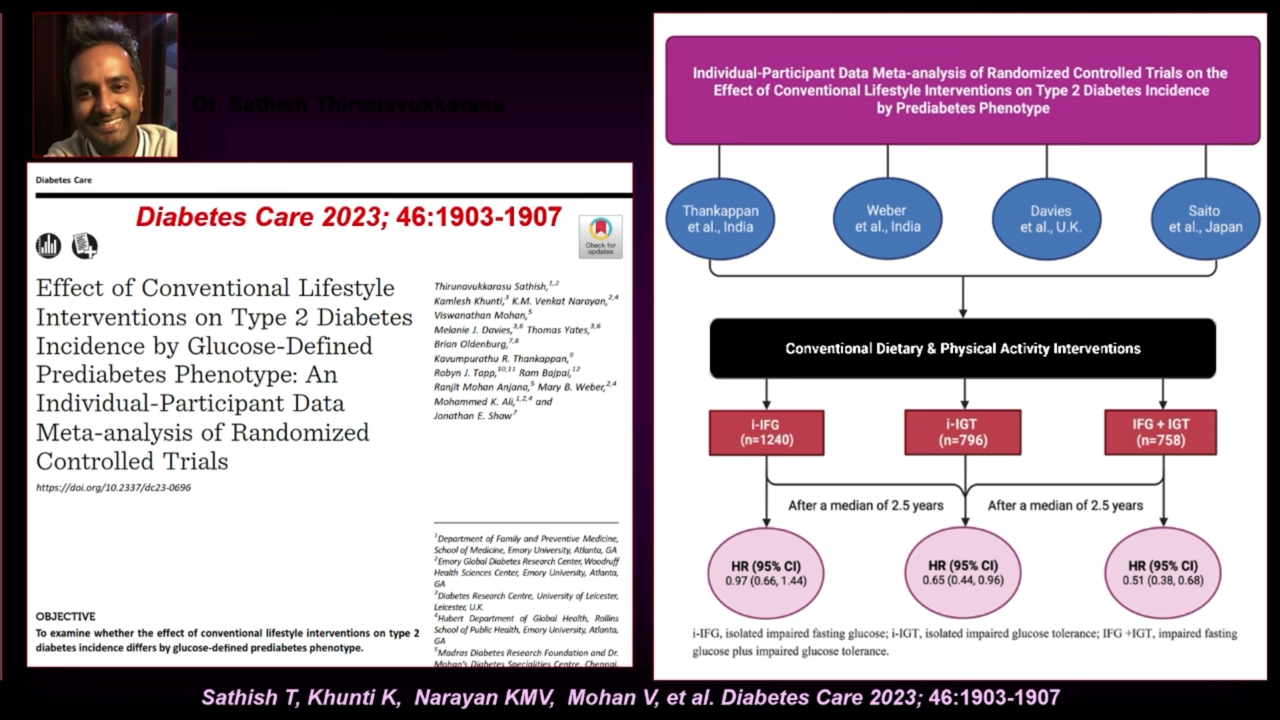 Dr. Sathish Thirunavukkarasu
Diabetes Care
Diabetes Care 2023; 46:1903-1907
Check for
updates
Effect of Conventional Lifestyle
Interventions on Type 2 Diabetes
Incidence by Glucose-Defined
Prediabetes Phenotype: An
Individual-Participant Data
Meta-analysis of Randomized
Controlled Trials
https://doi.org/10.2337/dc23-0696
Thirunavukkarasu Sathish,1,2
Kamlesh Khunti,3 K.M. Venkat Narayan,2,4
Viswanathan Mohan,5
Melanie J. Davies,3,6 Thomas Yates,3,6
Brian Oldenburg,7,8
Kavumpurathu R. Thankappan,9
Robyn J. Tapp,10,11 Ram Bajpai,12
Ranjit Mohan Anjana,5 Mary B. Weber,2,4
Mohammed K. Ali,1,2,4 and
Jonathan E. Shaw7
OBJECTIVE
To examine whether the effect of conventional lifestyle interventions on type 2
diabetes incidence differs by glucose-defined prediabetes phenotype.
1Department of Family and Preventive Medicine,
School of Medicine, Emory University, Atlanta, GA
2Emory Global Diabetes Research Center, Woodruff
Health Sciences Center, Emory University, Atlanta,
GA
3Diabetes Research Centre, University of Leicester,
Leicester, U.K.
4Hubert Department of Global Health, Rollins
School of Public Health, Emory University, Atlanta,
GA
5Madras Diabetes Research Foundation and Dr.
Mohan's Diabetes Specialities Centre, Chennai,
Individual-Participant Data Meta-analysis of Randomized Controlled Trials on the
Effect of Conventional Lifestyle Interventions on Type 2 Diabetes Incidence
by Prediabetes Phenotype
Thankappan
et al., India
Weber
et al., India
Davies
et al., U.K.
Saito
et al., Japan
Conventional Dietary & Physical Activity Interventions
i-IFG
(n=1240)
i-IGT
(n=796)
IFG + IGT
(n=758)
After a median of 2.5 years
After a median of 2.5 years
HR (95% CI)
0.97 (0.66, 1.44)
HR (95% CI)
0.65 (0.44, 0.96)
HR (95% CI)
0.51 (0.38, 0.68)
i-IFG, isolated impaired fasting glucose; i-IGT, isolated impaired glucose tolerance; IFG +IGT, impaired fasting
glucose plus impaired glucose tolerance.
Sathish T, Khunti K, Narayan KMV, Mohan V, et al. Diabetes Care 2023; 46:1903-1907